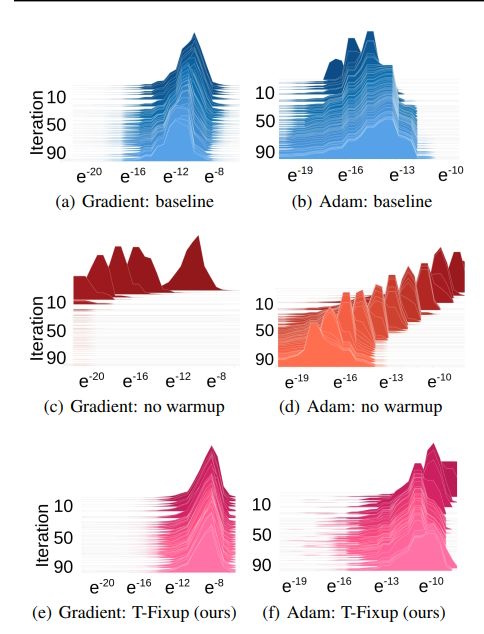 Iteration
10
50
90
e-20 e-16 e-12 e-8
10
50
90
e-19 e-16 e-13 e-10
(a) Gradient: baseline
(b) Adam: baseline
Iteration
10
50
90
e-20 e-16 e-12 e-8
10
50
90
e-19 e-16 e-13 e-10
(c) Gradient: no warmup
(d) Adam: no warmup
Iteration
10
50
90
e-20 e-16 e-12 e-8
10
50
90
e-19 e-16 e-13 e-10
(e) Gradient: T-Fixup (ours)
(f) Adam: T-Fixup (ours)